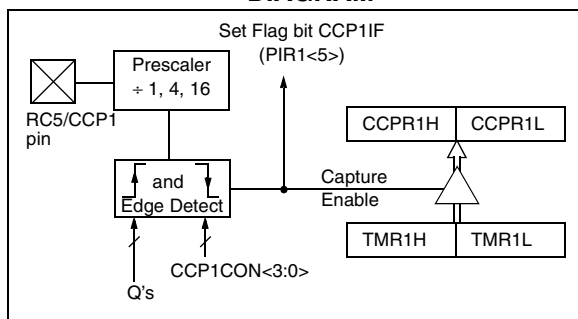 Set Flag bit CCP1IF
(PIR1<5>)
Prescaler
÷ 1, 4, 16
RC5/CCP1
pin
CCPR1H
CCPR1L
and
Edge Detect
Capture
Enable
TMR1H
TMR1L
CCP1CON<3:0>
Q's